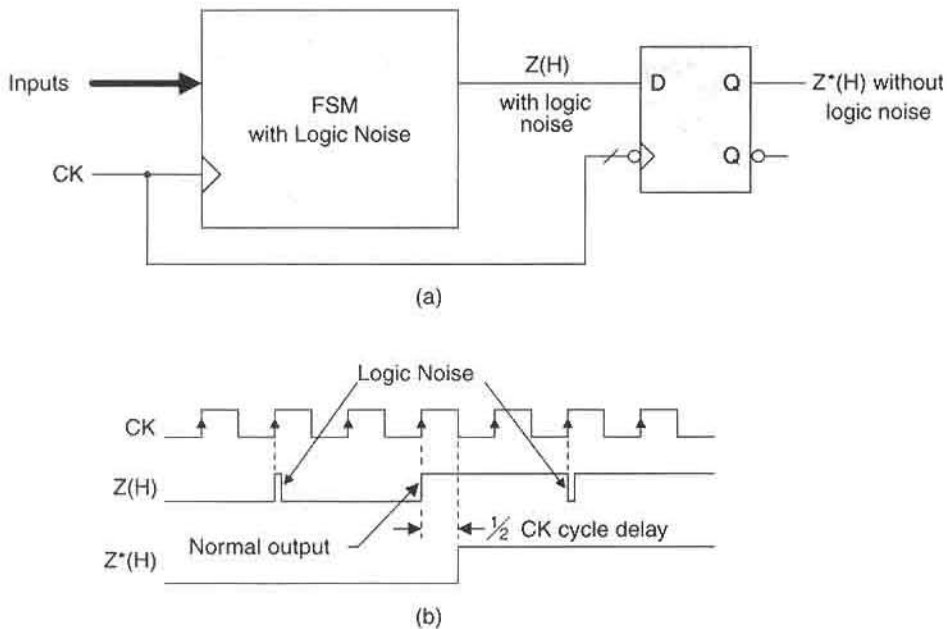 Inputs
FSM
with Logic Noise
CK
Z(H)
with logic
noise
D
Q
Q
Z*(H) without
logic noise
(a)
Logic Noise
CK
Z(H)
Normal output
1/2 CK cycle delay
Z*(H)
(b)